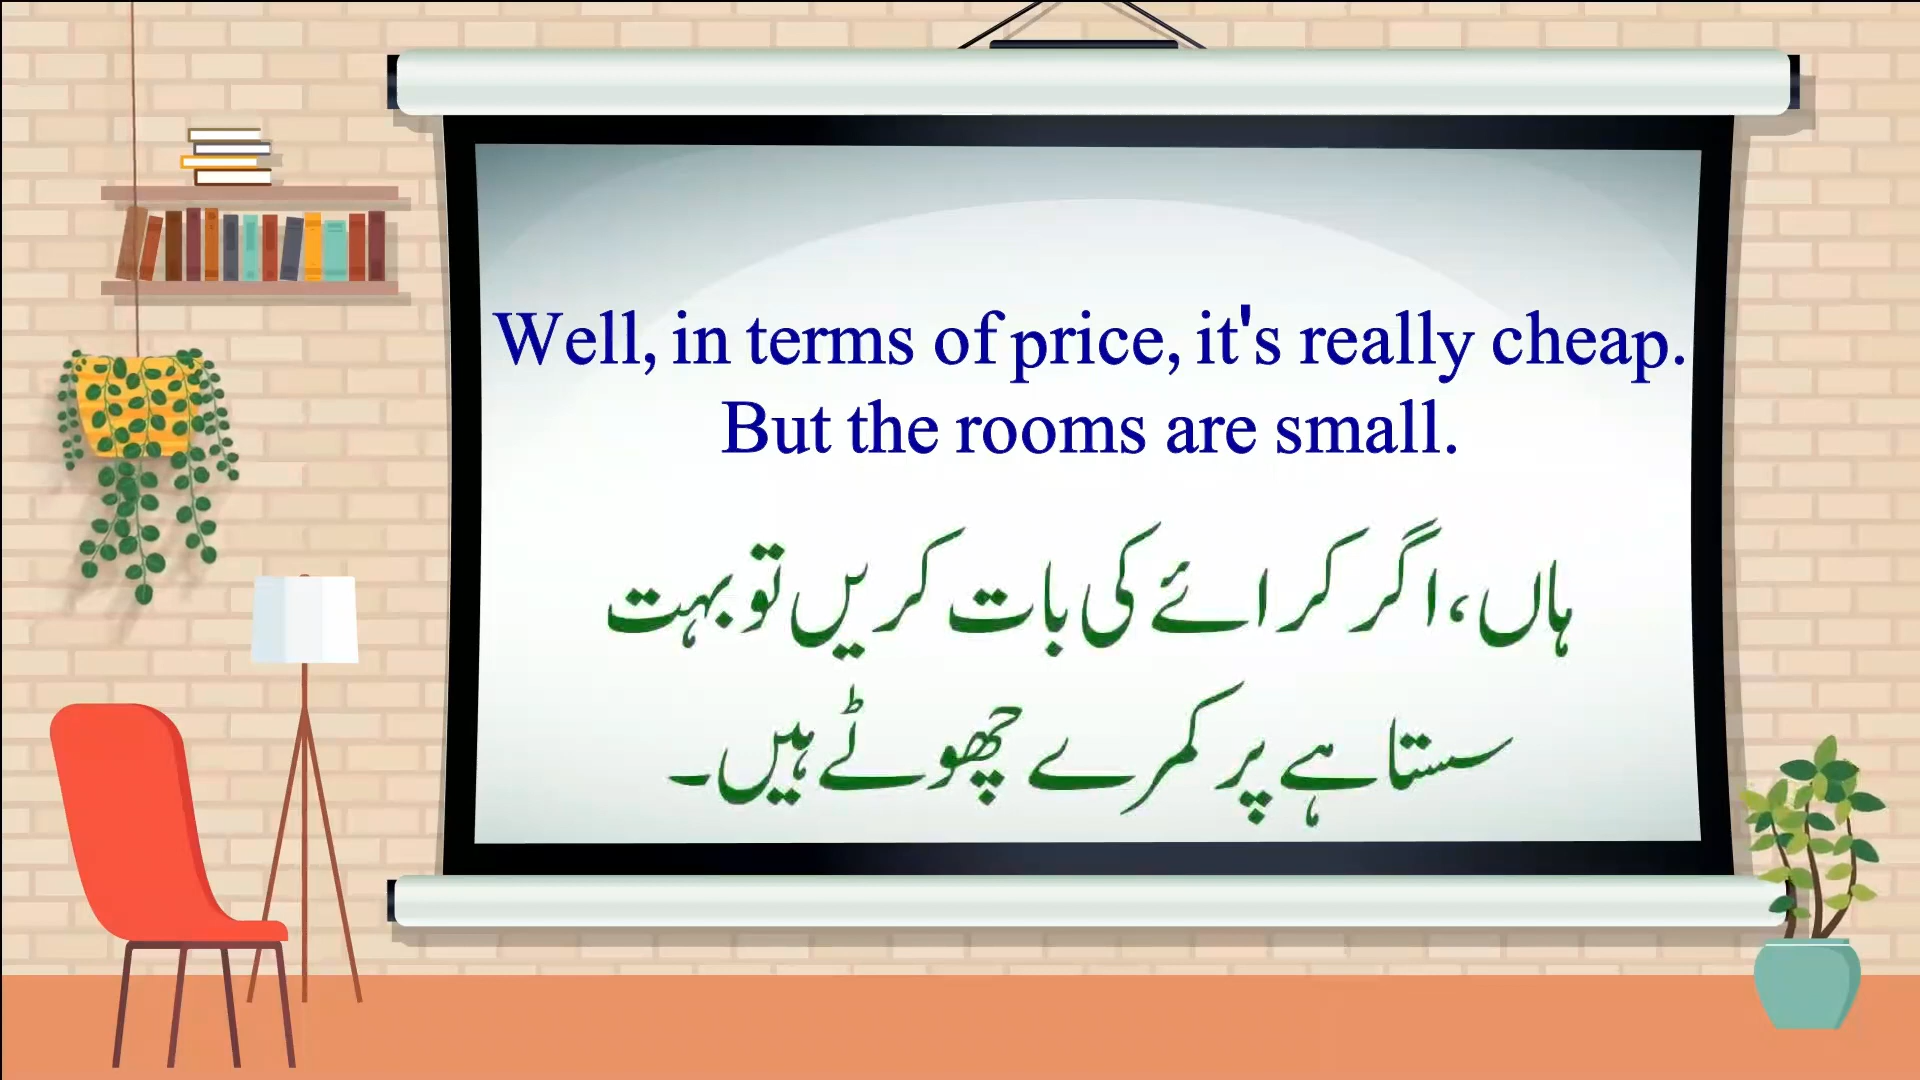 Well, in terms of price, it's really cheap.
But the rooms are small.
ہاں، اگر کرائے کی بات کریں تو بہت
سستا ہے پر کمرے چھوٹے ہیں۔